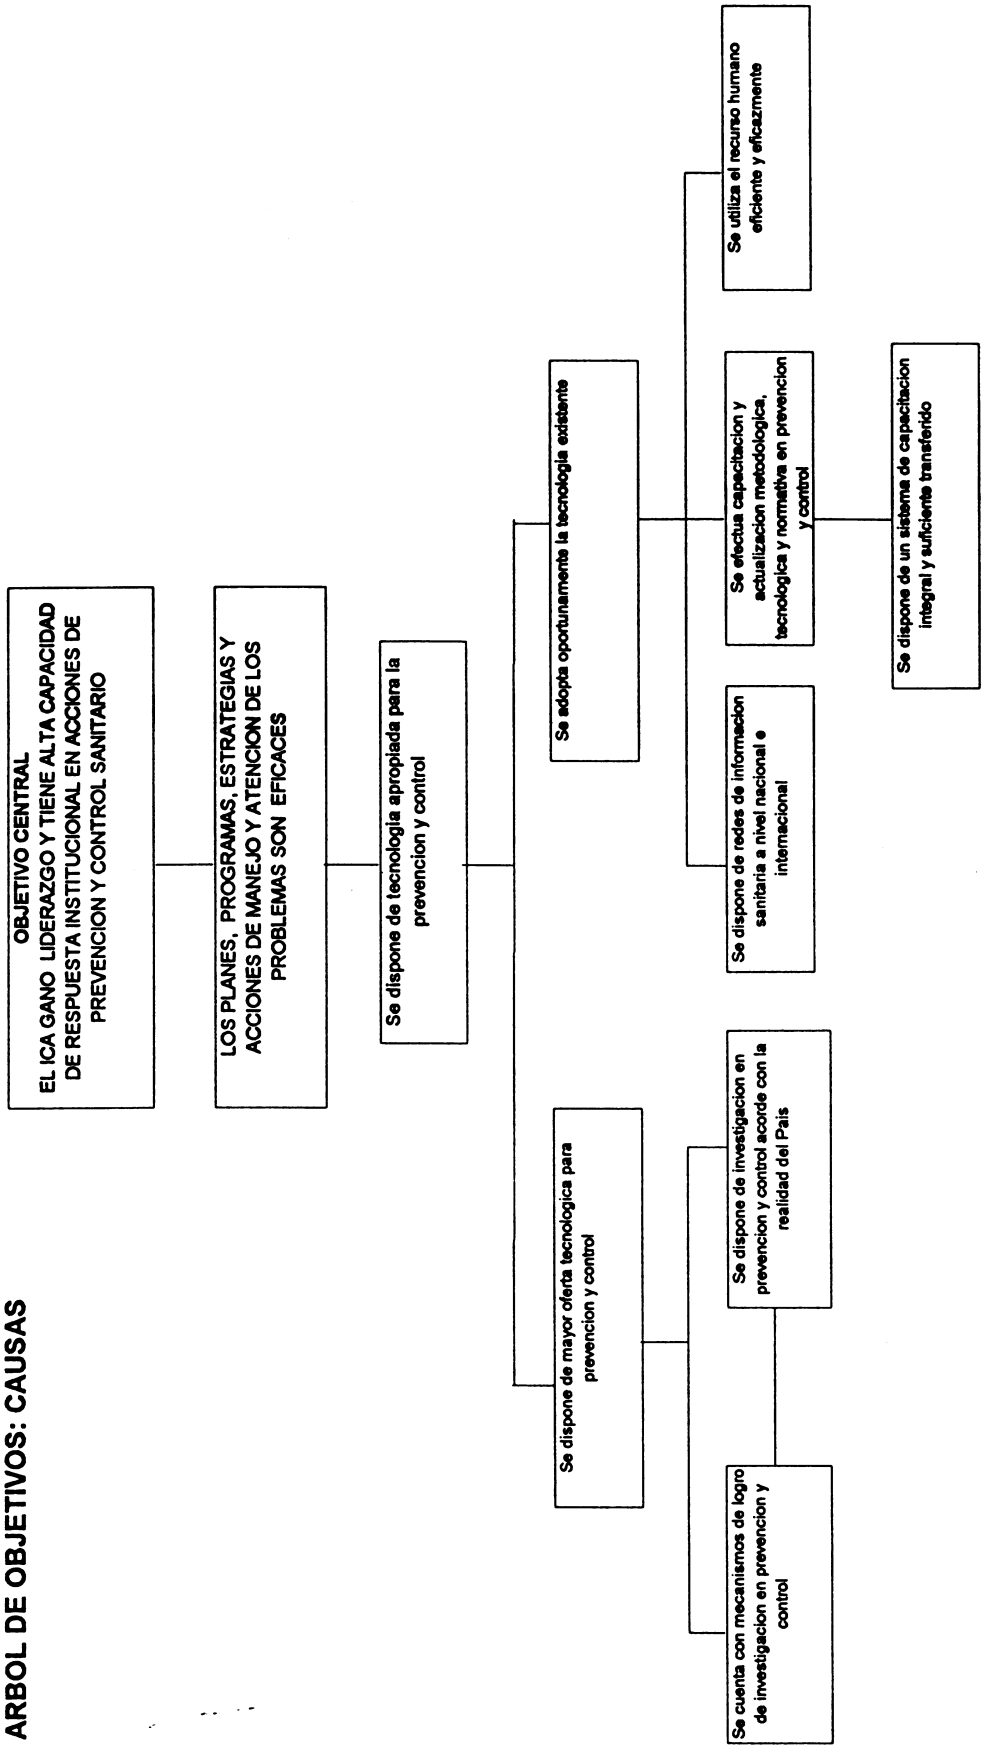 ARBOL DE OBJETIVOS: CAUSAS
OBJETIVO CENTRAL
EL ICA GANO LIDERAZGO Y TIENE ALTA CAPACIDAD
DE RESPUESTA INSTITUCIONAL EN ACCIONES DE
PREVENCION Y CONTROL SANITARIO
LOS PLANES, PROGRAMAS, ESTRATEGIAS Y
ACCIONES DE MANEJO Y ATENCION DE LOS
PROBLEMAS SON EFICACES
Se dispone de tecnologia apropiada para la
prevencion y control
Se dispone de mayor oferta tecnologica para
prevencion y control
Se adopta oportunamente la tecnologia existente
Se cuenta con mecanismos de logro
de investigacion en prevencion y
control
Se dispone de investigacion en
prevencion y control acorde con la
realidad del Pais
Se dispone de redes de informacion
sanitaria a nivel nacional e
internacional
Se efectua capacitacion y
actualizacion metodologica,
tecnologica y normativa en prevencion
y control
Se utiliza el recurso humano
eficiente y eficazmente
Se dispone de un sistema de capacitacion
integral y suficiente transferido